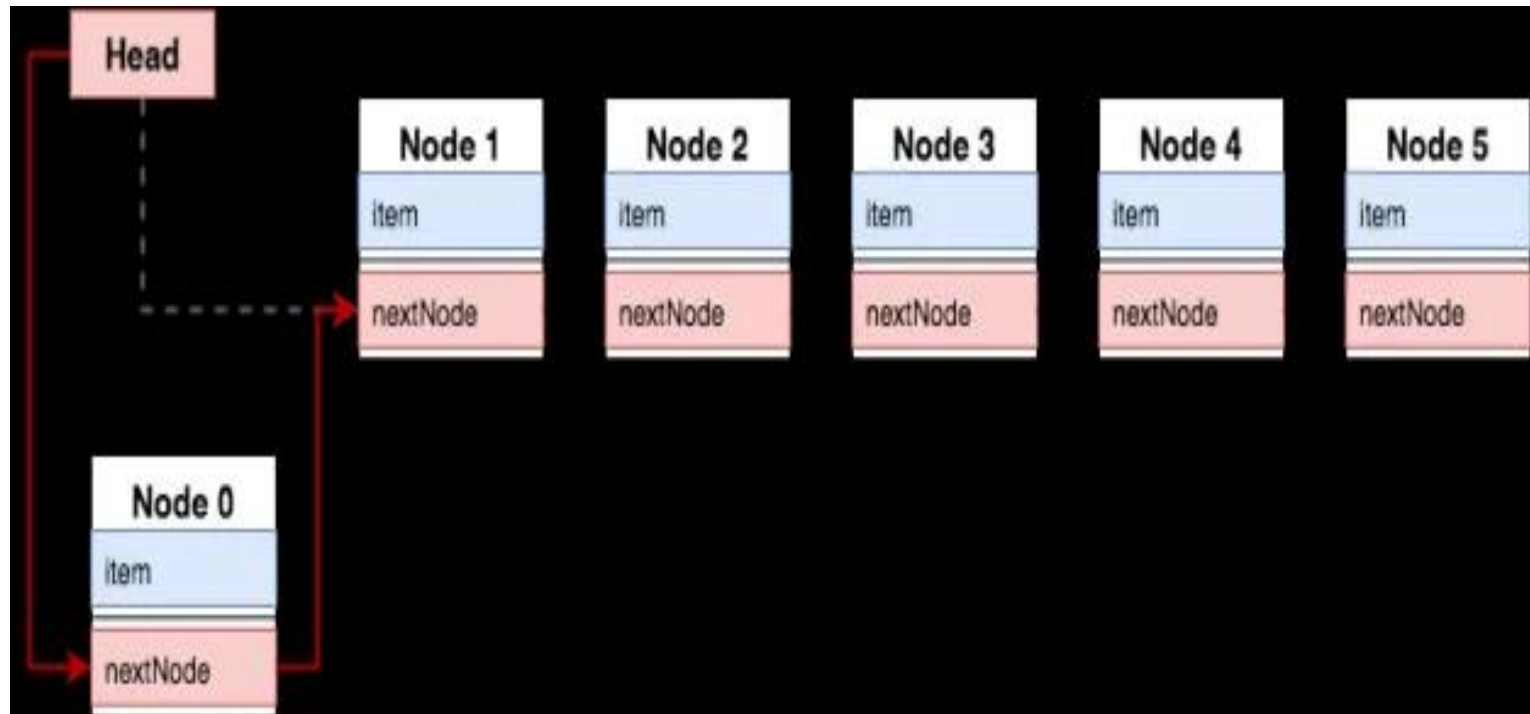 Head
Node 1
item
nextNode
Node 2
item
nextNode
Node 3
item
nextNode
Node 4
item
nextNode
Node 5
item
nextNode
Node 0
item
nextNode